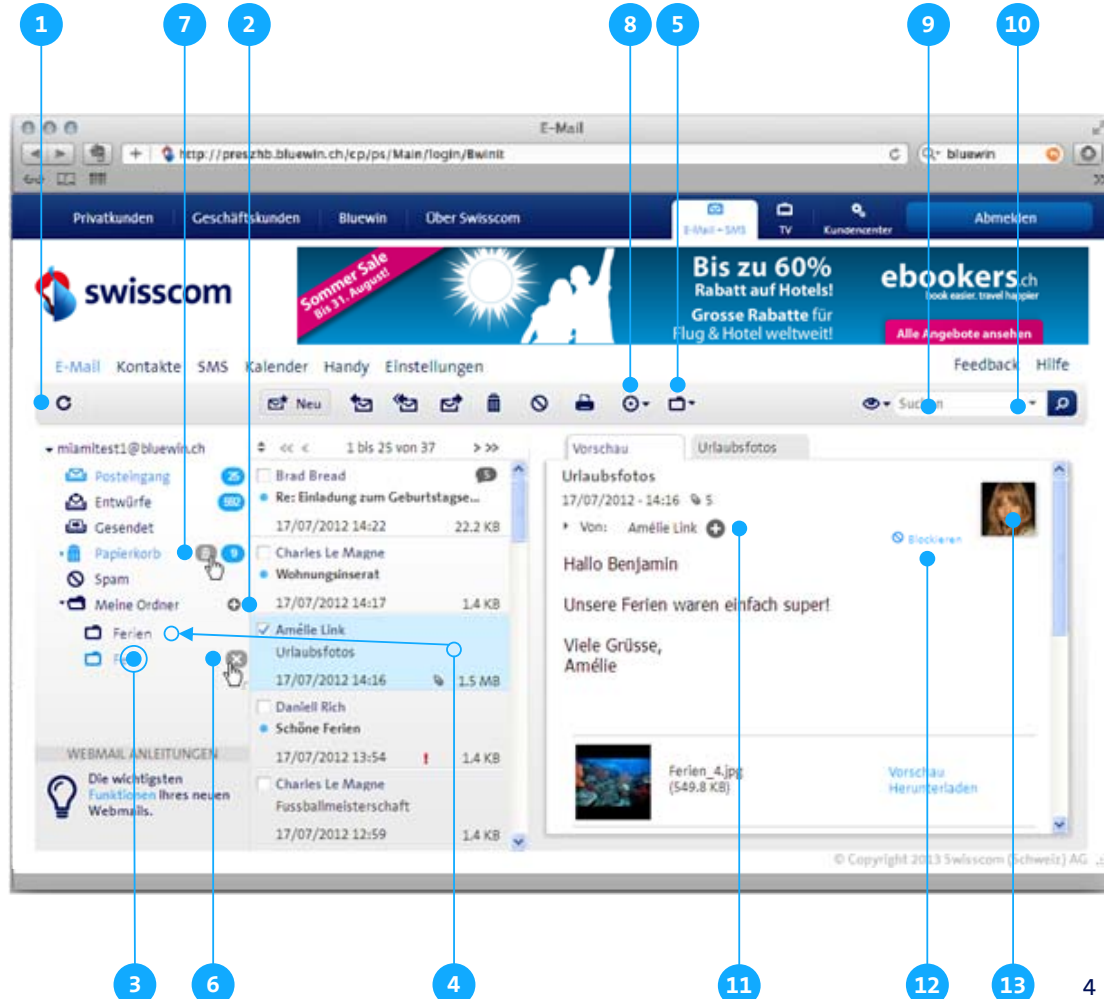 1 7 2 8 5 9 10
E-Mail
http://preszhb.bluewin.ch/cp/ps/Main/login/Bwinit
bluewin
Privatkunden Geschäftskunden Bluewin Über Swisscom
E-Mail + SMS TV Kundencenter Abmelden
swisscom
Sommer Sale
Bis 31. August!
Bis zu 60%
Rabatt auf Hotels!
Grosse Rabatte für
Flug & Hotel weltweit!
ebookers.ch
book easier. travel happier
Alle Angebote ansehen
E-Mail Kontakte SMS Kalender Handy Einstellungen
Feedback Hilfe
Neu
Suchen
miamitest1@bluewin.ch
Posteingang 25
Entwürfe 692
Gesendet
Papierkorb 9
Spam
Meine Ordner
Ferien
WEBMAIL ANLEITUNGEN
Die wichtigsten
Funktionen Ihres neuen
Webmails.
<< < 1 bis 25 von 37 > >>
Brad Bread 5
Re: Einladung zum Geburtstagse...
17/07/2012 14:22 22.2 KB
Charles Le Magne
Wohnungsinserat
17/07/2012 14:17 1.4 KB
Amélie Link
Urlaubsfotos
17/07/2012 14:16 1.5 MB
Daniell Rich
Schöne Ferien
17/07/2012 13:54 ! 1.4 KB
Charles Le Magne
Fussballmeisterschaft
17/07/2012 12:59 1.4 KB
Vorschau Urlaubsfotos
Urlaubsfotos
17/07/2012 - 14:16 5
Von: Amélie Link
Blockieren
Hallo Benjamin
Unsere Ferien waren einfach super!
Viele Grüsse,
Amélie
Ferien_4.jpg
(549.8 KB)
Vorschau
Herunterladen
© Copyright 2013 Swisscom (Schweiz) AG
3 6 4 11 12 13
4